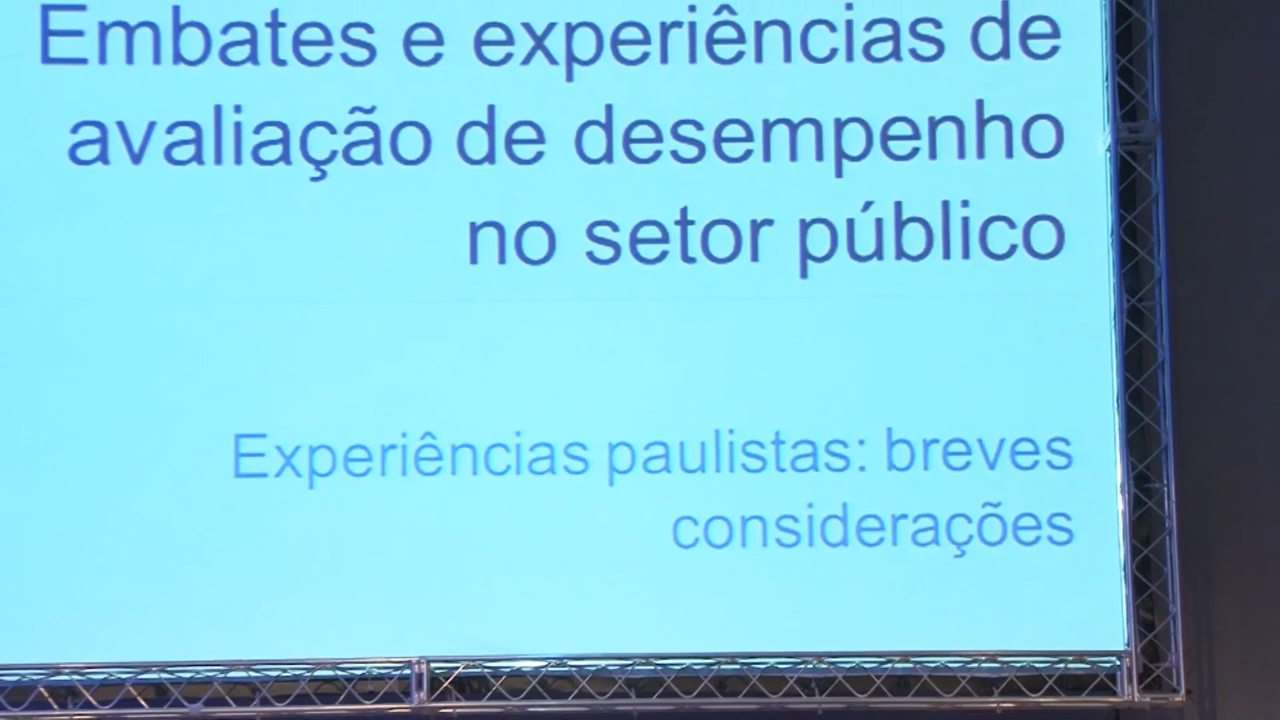 Embates e experiências de
avaliação de desempenho
no setor público
Experiências paulistas: breves
considerações